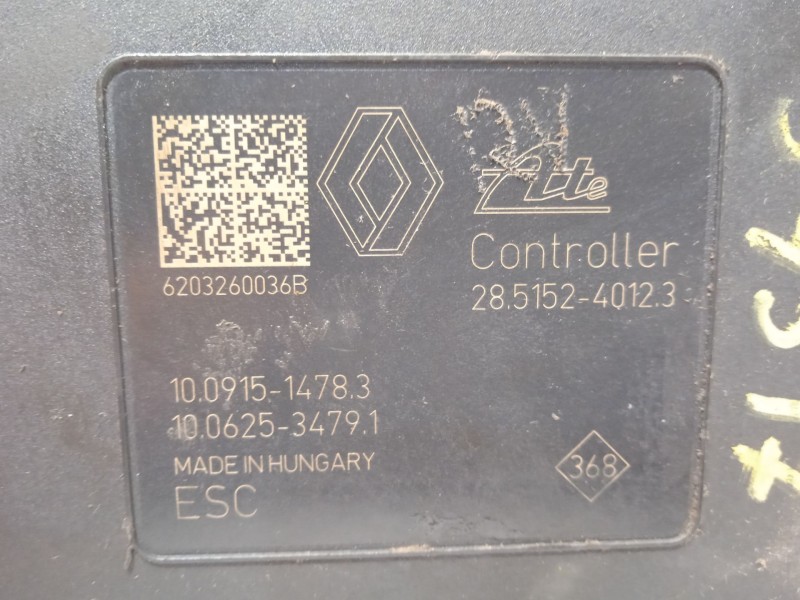 6203260036B
Ate
Controller
28.5152-4012.3
10.0915-1478.3
10.0625-3479.1
MADE IN HUNGARY
ESC
368